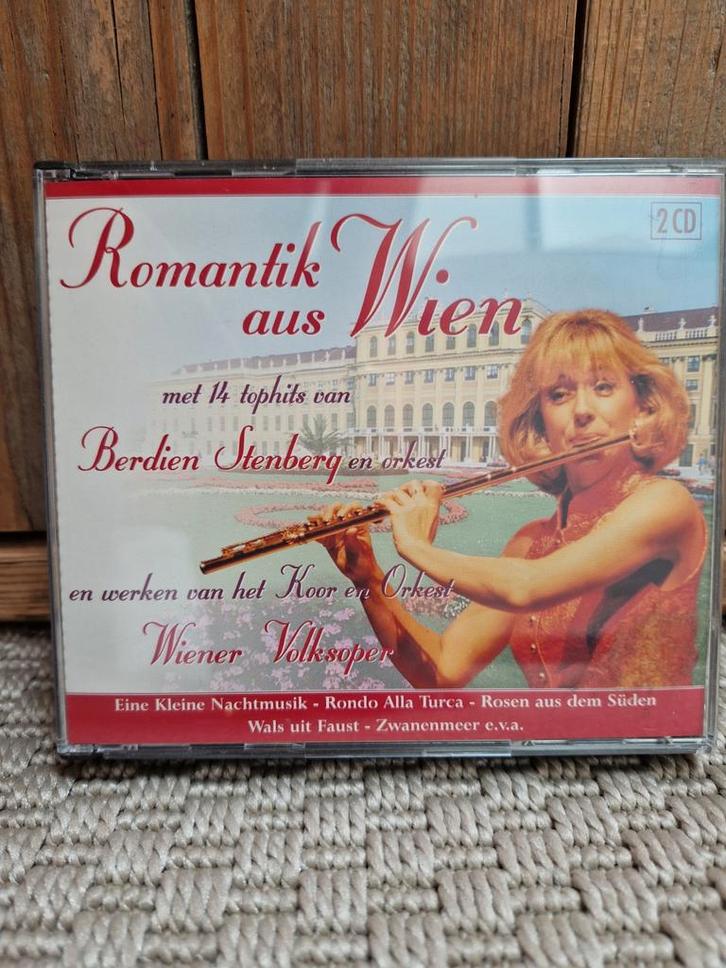 2 CD
Romantik
aus Wien
met 14 tophits van
Berdien Stenberg en orkest
en werken van het Koor en Orkest
Wiener Volksoper
Eine Kleine Nachtmusik - Rondo Alla Turca - Rosen aus dem Süden
Wals uit Faust - Zwanenmeer e.v.a.